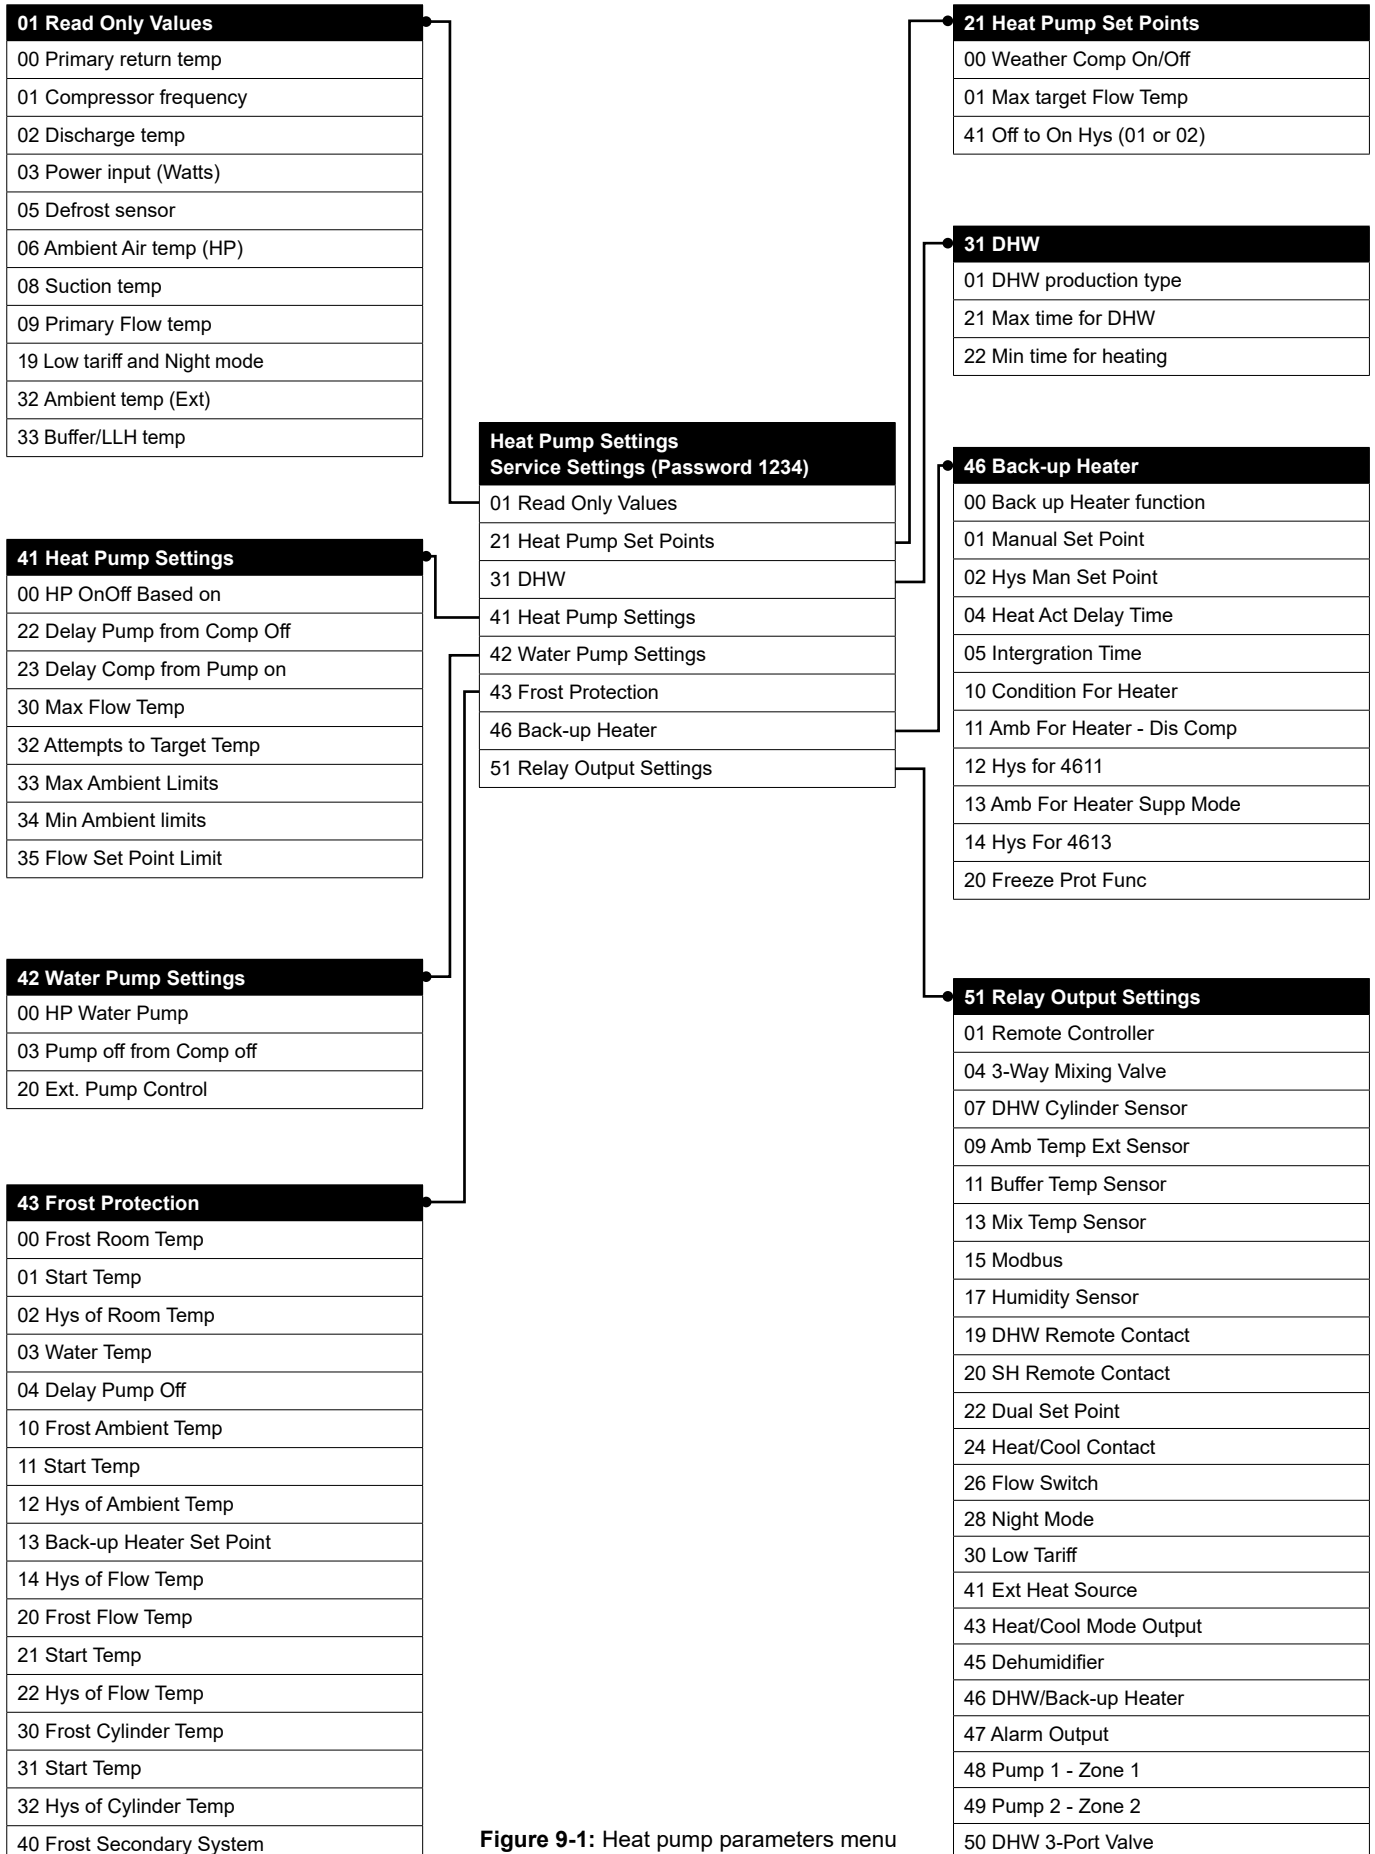 01 Read Only Values
00 Primary return temp
01 Compressor frequency
02 Discharge temp
03 Power input (Watts)
05 Defrost sensor
06 Ambient Air temp (HP)
08 Suction temp
09 Primary Flow temp
19 Low tariff and Night mode
32 Ambient temp (Ext)
33 Buffer/LLH temp
41 Heat Pump Settings
00 HP OnOff Based on
22 Delay Pump from Comp Off
23 Delay Comp from Pump on
30 Max Flow Temp
32 Attempts to Target Temp
33 Max Ambient Limits
34 Min Ambient limits
35 Flow Set Point Limit
42 Water Pump Settings
00 HP Water Pump
03 Pump off from Comp off
20 Ext. Pump Control
43 Frost Protection
00 Frost Room Temp
01 Start Temp
02 Hys of Room Temp
03 Water Temp
04 Delay Pump Off
10 Frost Ambient Temp
11 Start Temp
12 Hys of Ambient Temp
13 Back-up Heater Set Point
14 Hys of Flow Temp
20 Frost Flow Temp
21 Start Temp
22 Hys of Flow Temp
30 Frost Cylinder Temp
31 Start Temp
32 Hys of Cylinder Temp
40 Frost Secondary System
Heat Pump Settings
Service Settings (Password 1234)
01 Read Only Values
21 Heat Pump Set Points
31 DHW
41 Heat Pump Settings
42 Water Pump Settings
43 Frost Protection
46 Back-up Heater
51 Relay Output Settings
Figure 9-1: Heat pump parameters menu
21 Heat Pump Set Points
00 Weather Comp On/Off
01 Max target Flow Temp
41 Off to On Hys (01 or 02)
31 DHW
01 DHW production type
21 Max time for DHW
22 Min time for heating
46 Back-up Heater
00 Back up Heater function
01 Manual Set Point
02 Hys Man Set Point
04 Heat Act Delay Time
05 Intergration Time
10 Condition For Heater
11 Amb For Heater - Dis Comp
12 Hys for 4611
13 Amb For Heater Supp Mode
14 Hys For 4613
20 Freeze Prot Func
51 Relay Output Settings
01 Remote Controller
04 3-Way Mixing Valve
07 DHW Cylinder Sensor
09 Amb Temp Ext Sensor
11 Buffer Temp Sensor
13 Mix Temp Sensor
15 Modbus
17 Humidity Sensor
19 DHW Remote Contact
20 SH Remote Contact
22 Dual Set Point
24 Heat/Cool Contact
26 Flow Switch
28 Night Mode
30 Low Tariff
41 Ext Heat Source
43 Heat/Cool Mode Output
45 Dehumidifier
46 DHW/Back-up Heater
47 Alarm Output
48 Pump 1 - Zone 1
49 Pump 2 - Zone 2
50 DHW 3-Port Valve